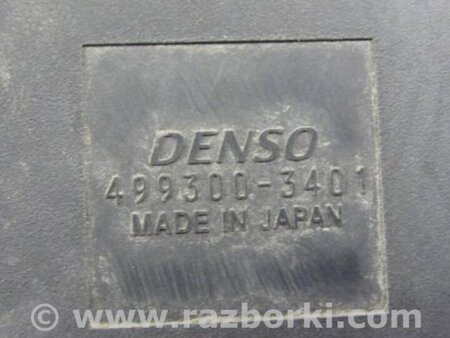 DENSO
499300-3401
MADE IN JAPAN
© www.razborki.com